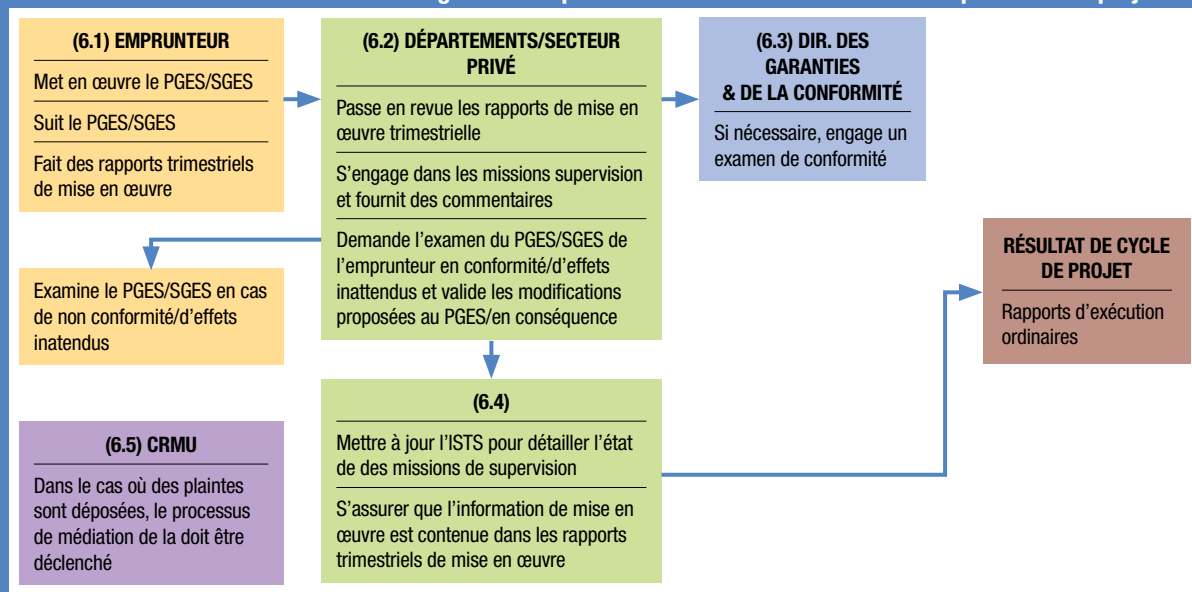 (6.1) EMPRUNTEUR
Met en œuvre le PGES/SGES
Suit le PGES/SGES
Fait des rapports trimestriels
de mise en œuvre
Examine le PGES/SGES en cas
de non conformité/d’effets
inatendus
(6.2) DÉPARTEMENTS/SECTEUR
PRIVÉ
Passe en revue les rapports de mise en
œuvre trimestrielle
S’engage dans les missions supervision
et fournit des commentaires
Demande l’examen du PGES/SGES de
l’emprunteur en conformité/d’effets
inattendus et valide les modifications
proposées au PGES/en conséquence
(6.3) DIR. DES
GARANTIES
& DE LA CONFORMITÉ
Si nécessaire, engage un
examen de conformité
(6.4)
Mettre à jour l’ISTS pour détailler l’état
de des missions de supervision
S’assurer que l’information de mise en
œuvre est contenue dans les rapports
trimestriels de mise en œuvre
(6.5) CRMU
Dans le cas où des plaintes
sont déposées, le processus
de médiation de la doit être
déclenché
RÉSULTAT DE CYCLE
DE PROJET
Rapports d’exécution
ordinaires